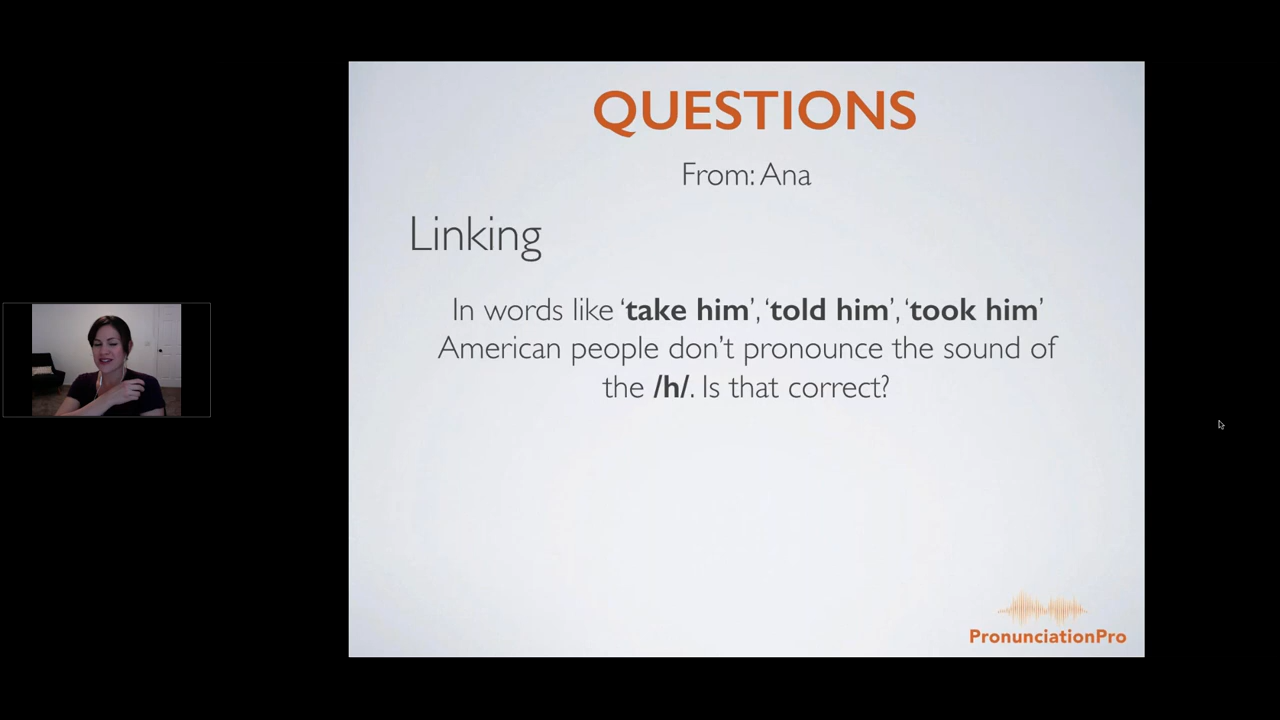 QUESTIONS
From: Ana
Linking
In words like ‘take him’, ‘told him’, ‘took him’
American people don’t pronounce the sound of
the /h/. Is that correct?
PronunciationPro